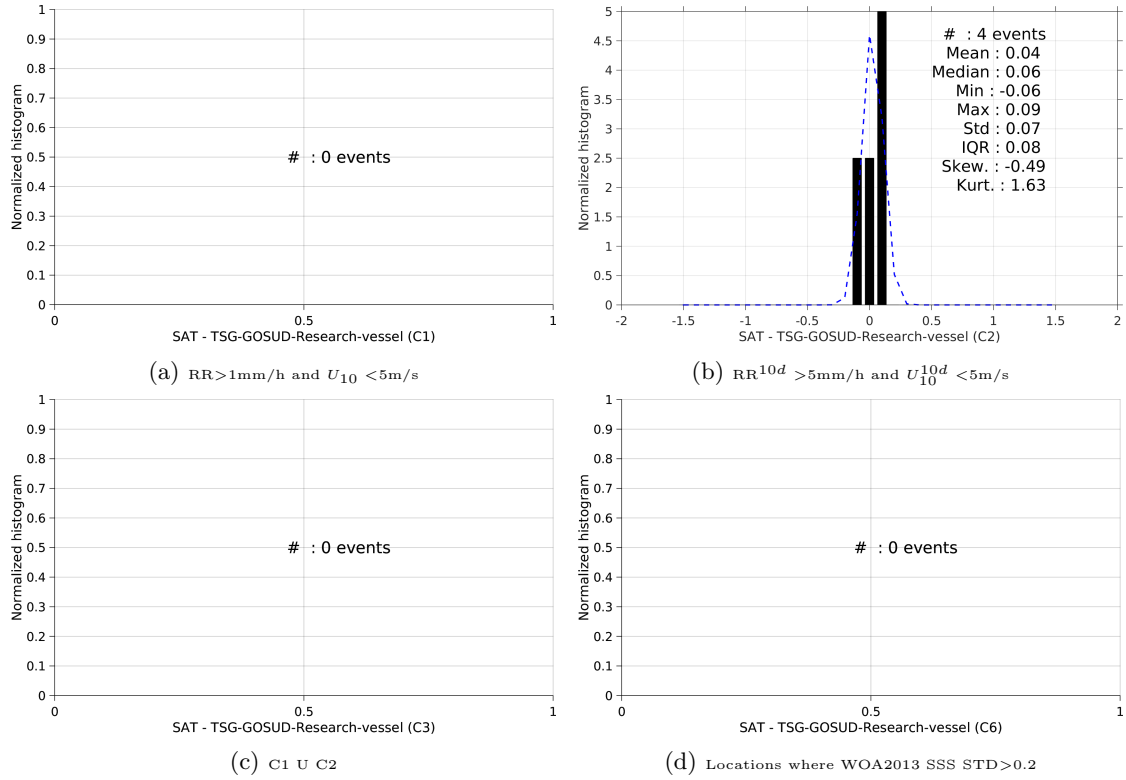 1
0.9
0.8
0.7
0.6
0.5
0.4
0.3
0.2
0.1
0
Normalized histogram
#  : 0 events
0 0.5 1
SAT - TSG-GOSUD-Research-vessel (C1)
(a) RR>1mm/h and U10 <5m/s
5
4.5
4
3.5
3
2.5
2
1.5
1
0.5
0
Normalized histogram
#  : 4 events
Mean : 0.04
Median : 0.06
Min : -0.06
Max : 0.09
Std : 0.07
IQR : 0.08
Skew. : -0.49
Kurt. : 1.63
-2 -1.5 -1 -0.5 0 0.5 1 1.5 2
SAT - TSG-GOSUD-Research-vessel (C2)
(b) RR^10d >5mm/h and U10^10d <5m/s
1
0.9
0.8
0.7
0.6
0.5
0.4
0.3
0.2
0.1
0
Normalized histogram
#  : 0 events
0 0.5 1
SAT - TSG-GOSUD-Research-vessel (C3)
(c) C1 U C2
1
0.9
0.8
0.7
0.6
0.5
0.4
0.3
0.2
0.1
0
Normalized histogram
#  : 0 events
0 0.5 1
SAT - TSG-GOSUD-Research-vessel (C6)
(d) Locations where WOA2013 SSS STD>0.2